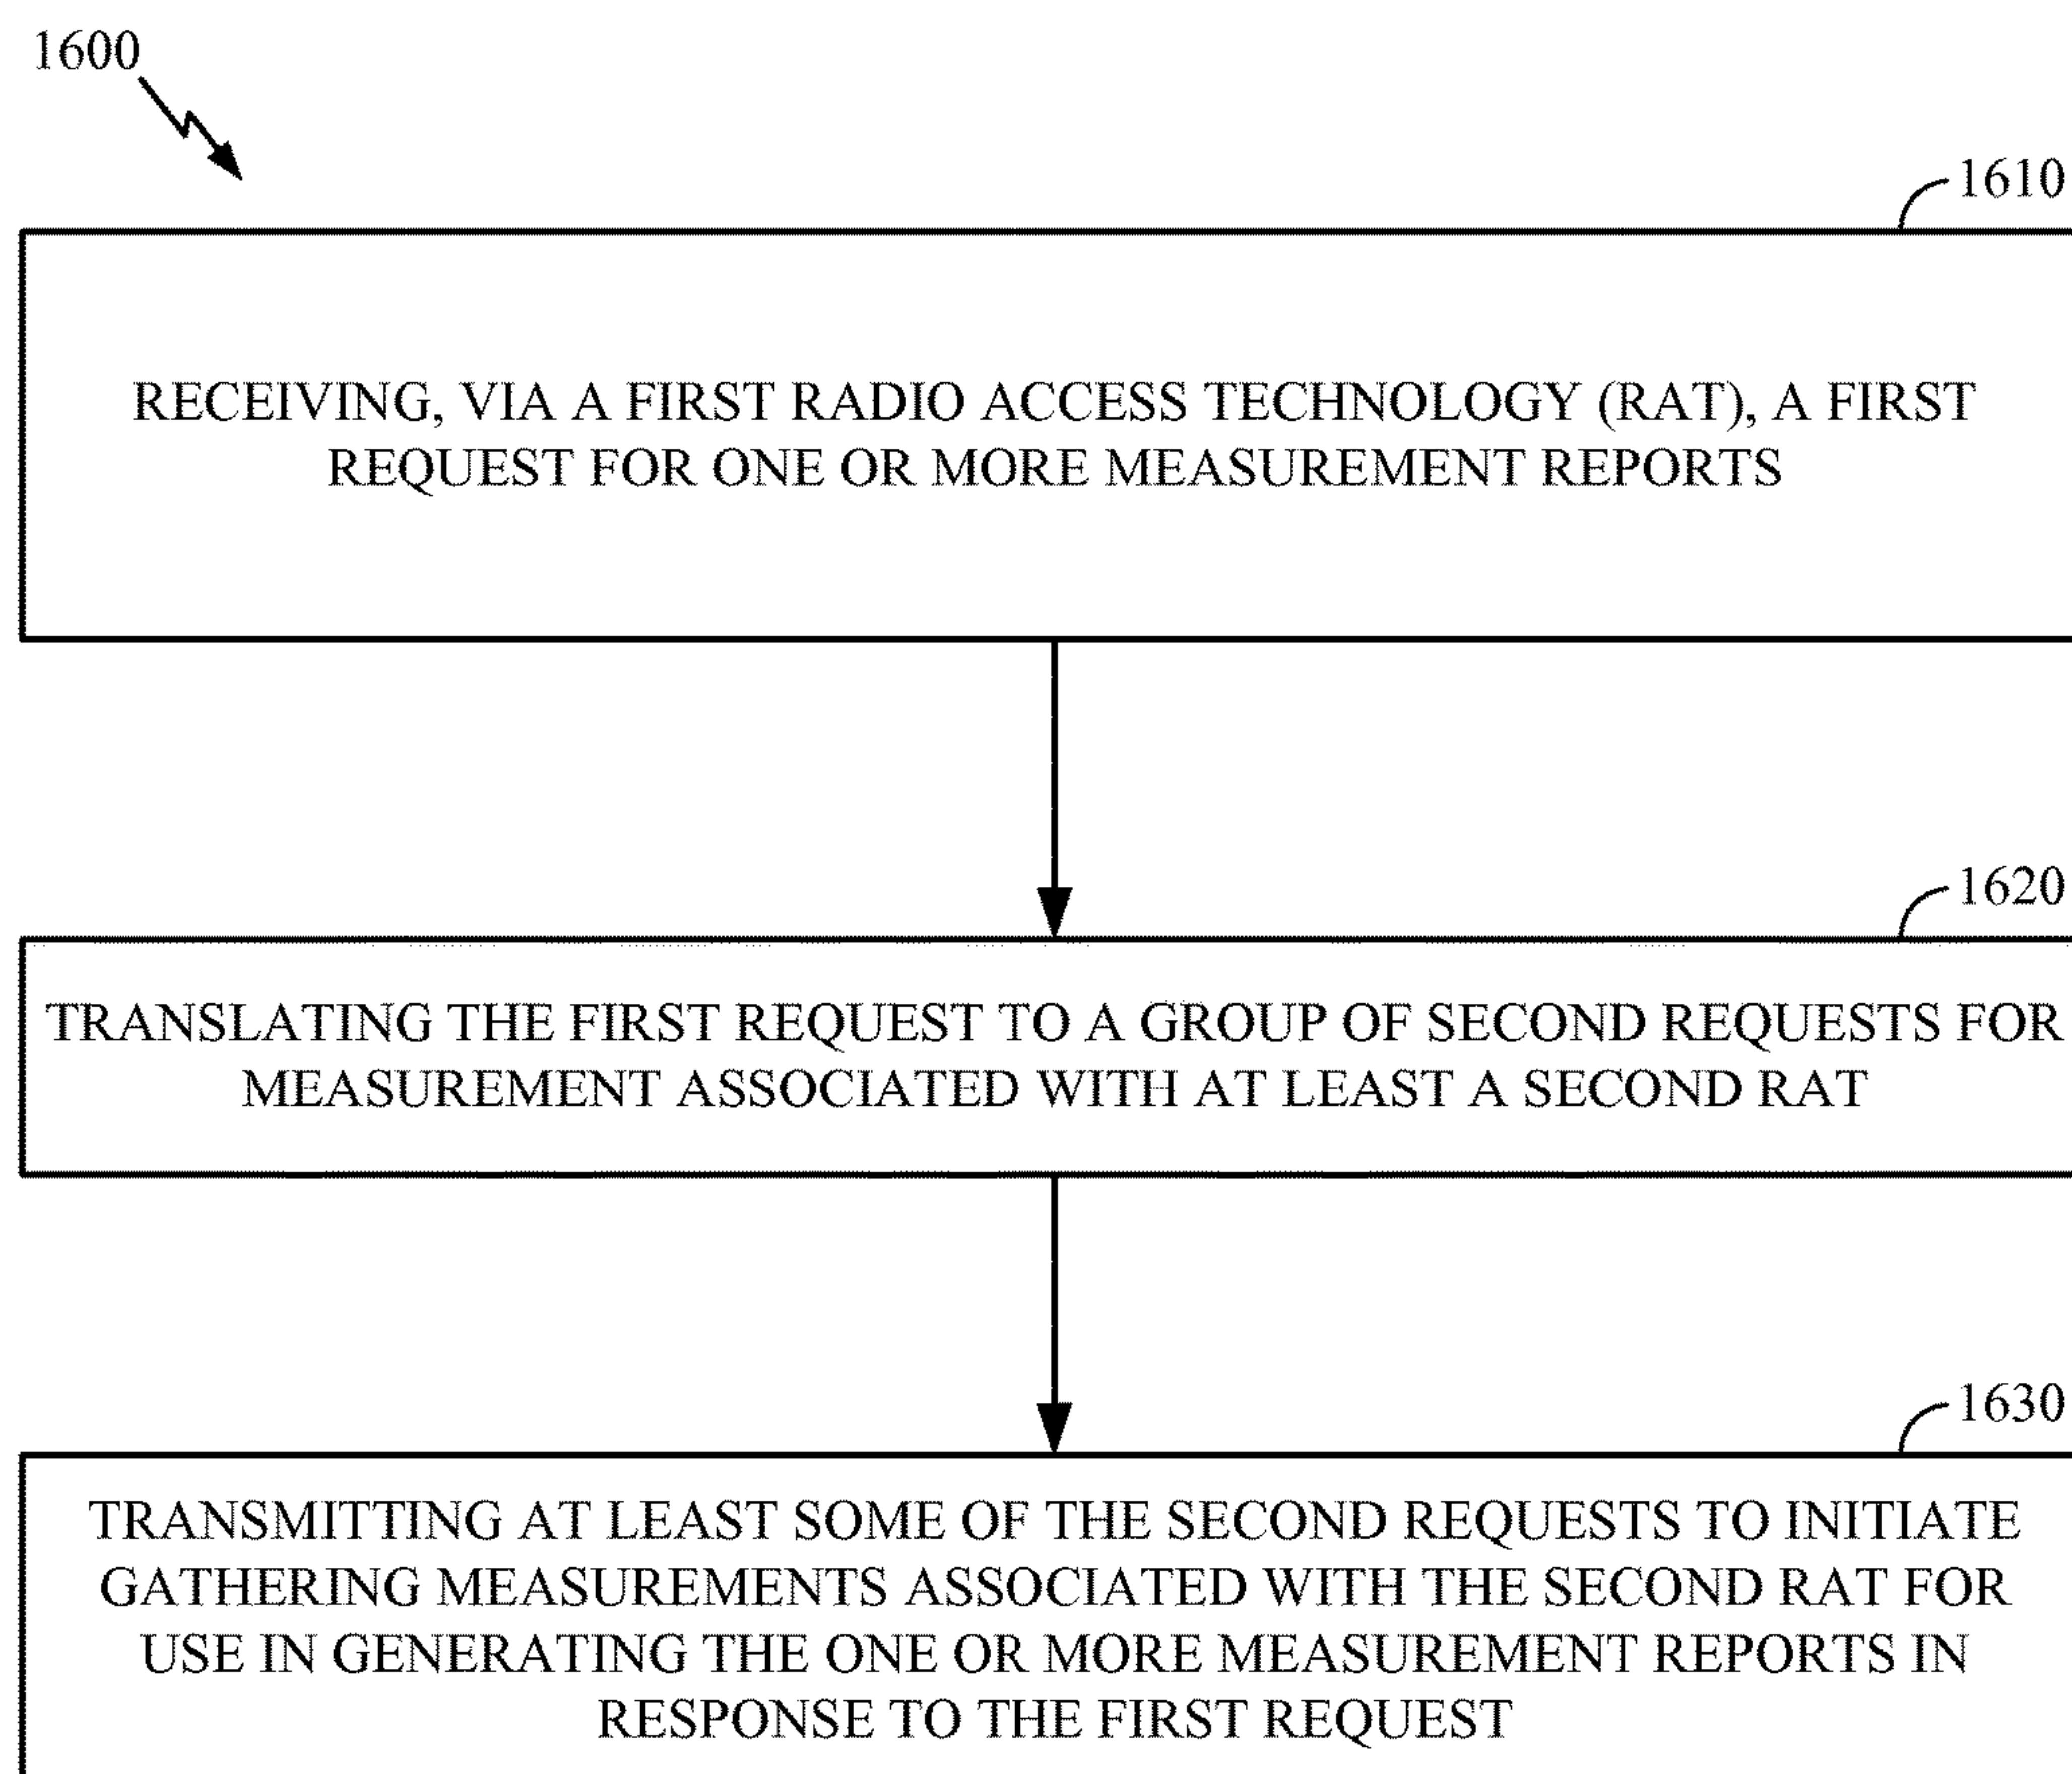 1600
1610
RECEIVING, VIA A FIRST RADIO ACCESS TECHNOLOGY (RAT), A FIRST
REQUEST FOR ONE OR MORE MEASUREMENT REPORTS
1620
TRANSLATING THE FIRST REQUEST TO A GROUP OF SECOND REQUESTS FOR
MEASUREMENT ASSOCIATED WITH AT LEAST A SECOND RAT
1630
TRANSMITTING AT LEAST SOME OF THE SECOND REQUESTS TO INITIATE
GATHERING MEASUREMENTS ASSOCIATED WITH THE SECOND RAT FOR
USE IN GENERATING THE ONE OR MORE MEASUREMENT REPORTS IN
RESPONSE TO THE FIRST REQUEST